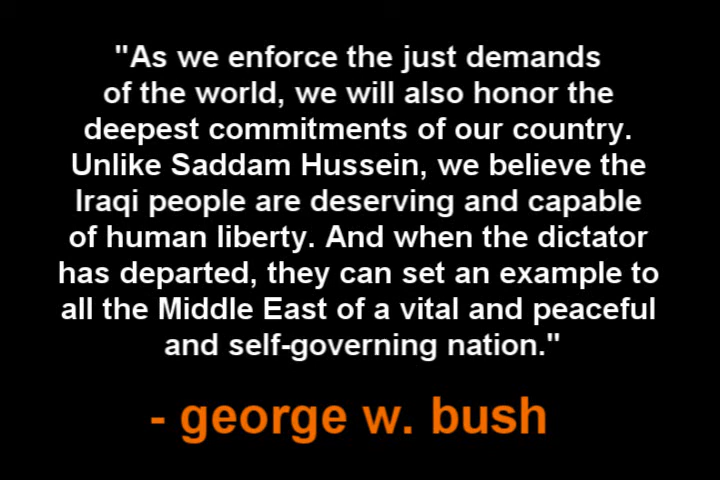 "As we enforce the just demands
of the world, we will also honor the
deepest commitments of our country.
Unlike Saddam Hussein, we believe the
Iraqi people are deserving and capable
of human liberty. And when the dictator
has departed, they can set an example to
all the Middle East of a vital and peaceful
and self-governing nation."
- george w. bush